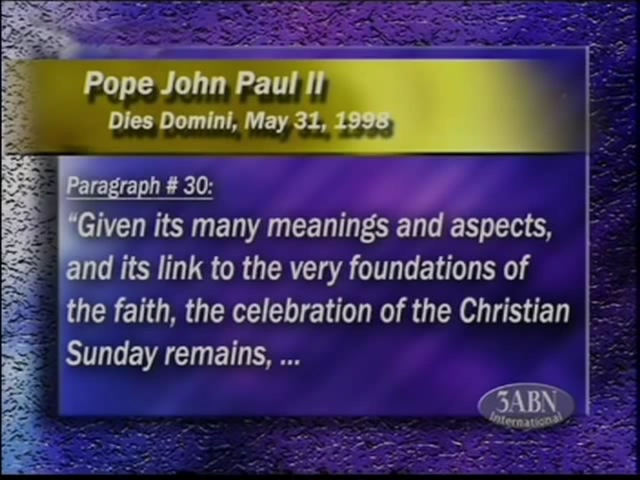 Pope John Paul II
Dies Domini, May 31, 1998
Paragraph # 30:
“Given its many meanings and aspects,
and its link to the very foundations of
the faith, the celebration of the Christian
Sunday remains, ...
3ABN
International